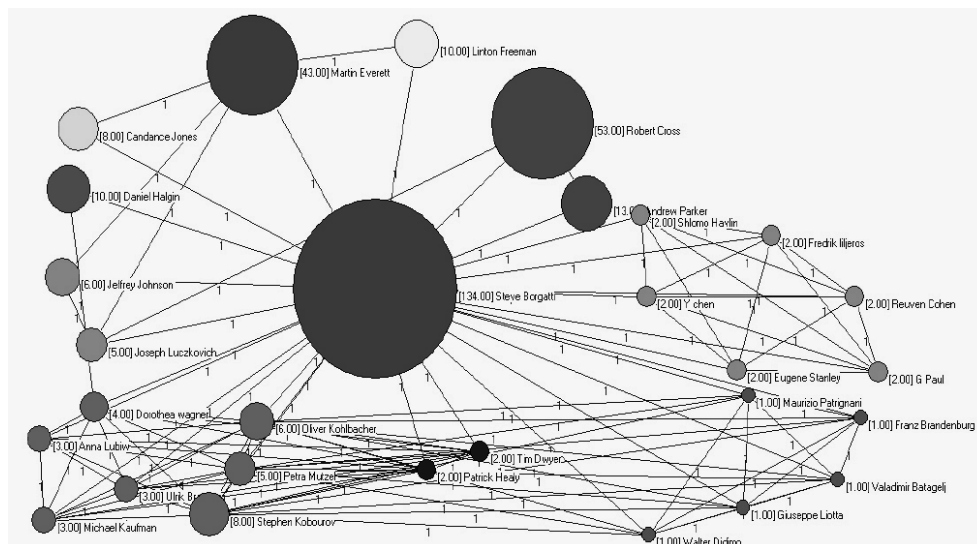 [10.00] Linton Freeman
[43.00] Martin Everett
[53.00] Robert Cross
[8.00] Candance Jones
[10.00] Daniel Halgin
Andrew Parker
[2.00] Shlomo Havlin
[2.00] Fredrik liljeros
[6.00] Jeffrey Johnson
[134.00] Steve Borgatti
[2.00] Y chen
[2.00] Reuven Cohen
[5.00] Joseph Luczkovich
[2.00] Eugene Stanley
[2.00] G Paul
[1.00] Maurizio Patrignani
[4.00] Dorothea wagner
[1.00] Franz Brandenburg
[6.00] Oliver Kohlbacher
[3.00] Anna Lubiw
[2.00] Tim Dwyer
[5.00] Petra Mutzel
[2.00] Patrick Healy
[1.00] Valadimir Batagelj
[3.00] Ulrik
[1.00] Giuseppe Liotta
[3.00] Michael Kaufman
[8.00] Stephen Kobourov
[1.00] Walter Didimo